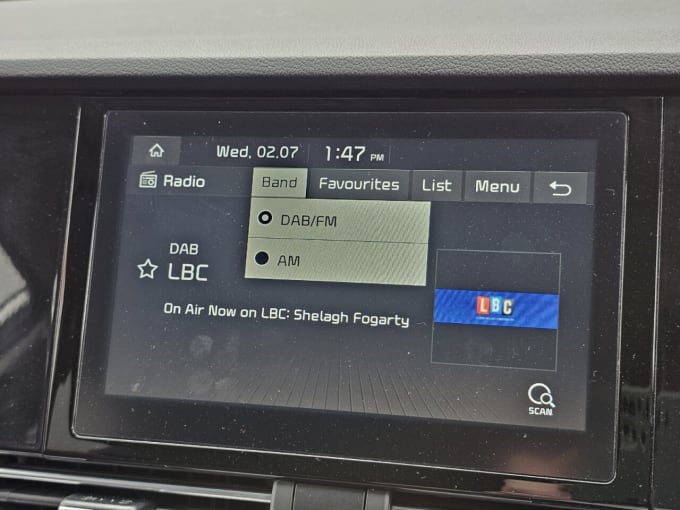 Wed, 02.07 1:47 PM
Radio Band Favourites List Menu
DAB/FM
AM
DAB
LBC
On Air Now on LBC: Shelagh Fogarty
LBC
SCAN